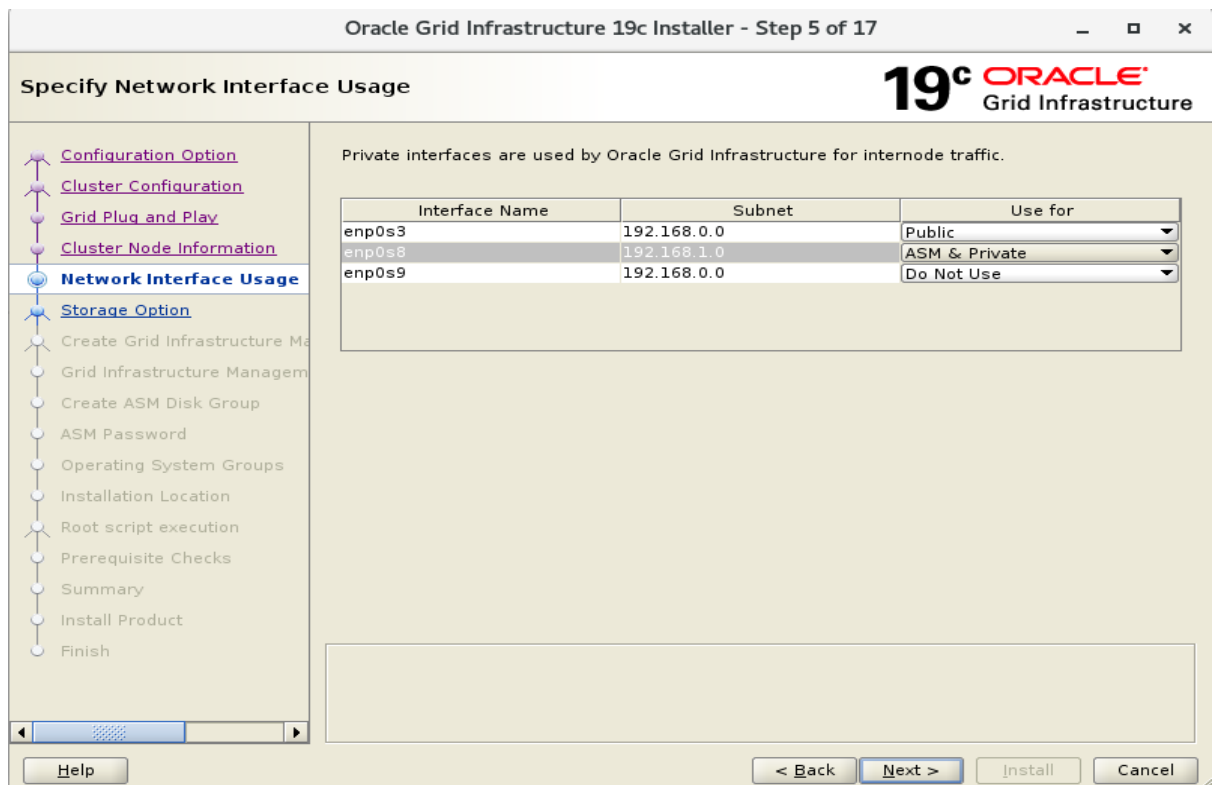 Oracle Grid Infrastructure 19c Installer - Step 5 of 17
Specify Network Interface Usage
19c ORACLE
Grid Infrastructure
Configuration Option
Cluster Configuration
Grid Plug and Play
Cluster Node Information
Network Interface Usage
Storage Option
Create Grid Infrastructure Ma
Grid Infrastructure Managem
Create ASM Disk Group
ASM Password
Operating System Groups
Installation Location
Root script execution
Prerequisite Checks
Summary
Install Product
Finish
Private interfaces are used by Oracle Grid Infrastructure for internode traffic.
Interface Name Subnet Use for
enp0s3 192.168.0.0 Public
enp0s8 192.168.1.0 ASM & Private
enp0s9 192.168.0.0 Do Not Use
Help < Back Next > Install Cancel